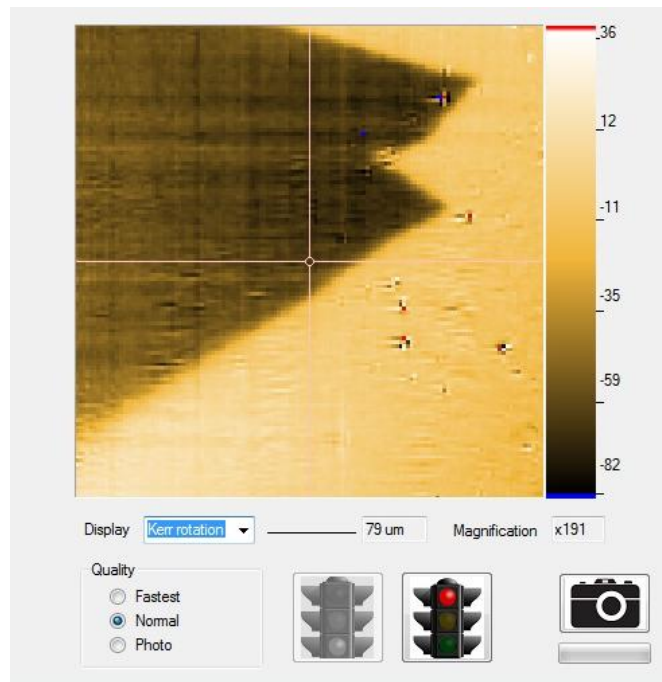 36
12
-11
-35
-59
-82
Display Kerr rotation 79 um Magnification x191
Quality
Fastest
Normal
Photo